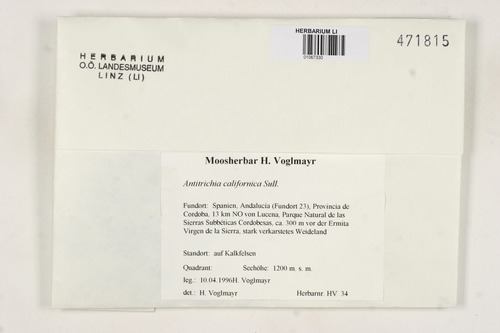 HERBARIUM LI
01067330
471815
HERBARIUM
O.Ö. LANDESMUSEUM
LINZ (LI)
Moosherbar H. Voglmayr
Antitrichia californica Sull.
Fundort: Spanien, Andalucía (Fundort 23), Provincia de
Cordoba, 13 km NO von Lucena, Parque Natural de las
Sierras Subbéticas Cordobesas, ca. 300 m vor der Ermita
Virgen de la Sierra, stark verkarstetes Weideland
Standort: auf Kalkfelsen
Quadrant: Seehöhe: 1200 m. s. m.
leg.: 10.04.1996H. Voglmayr
det.: H. Voglmayr Herbarnr. HV 34